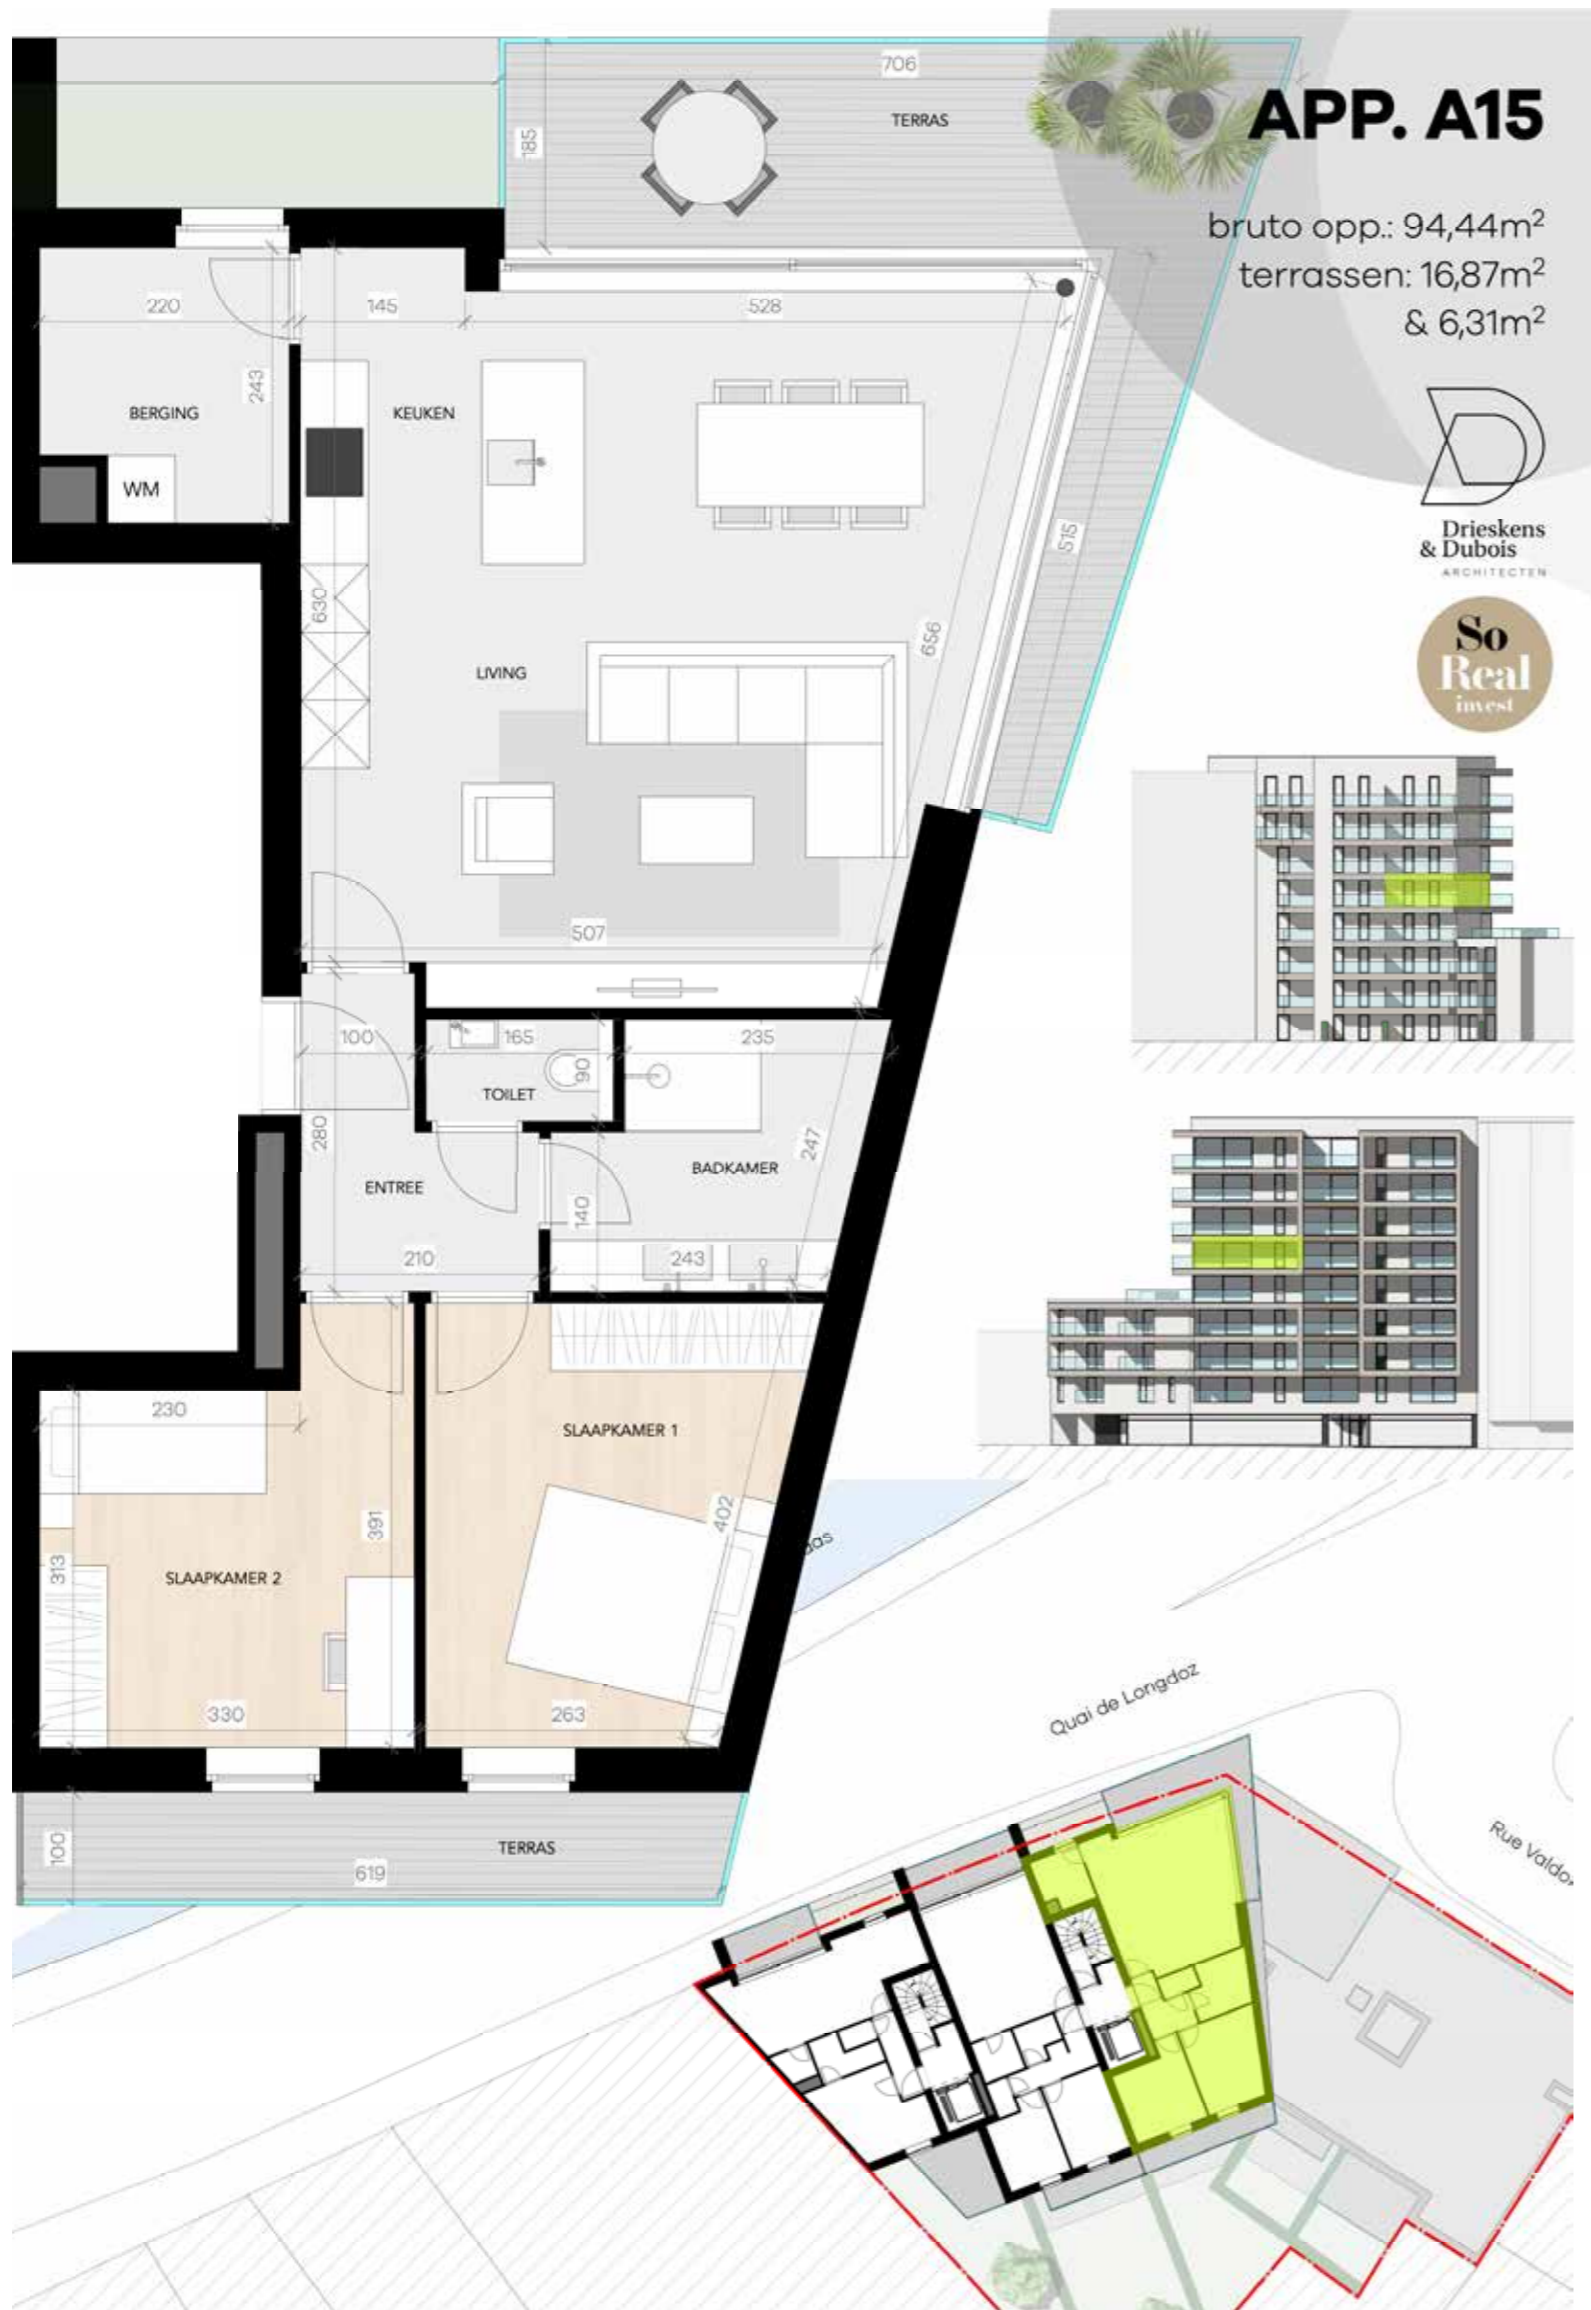 706
TERRAS
185
APP. A15
bruto opp.: 94,44m²
terrassen: 16,87m²
& 6,31m²
220
145
528
243
BERGING
KEUKEN
WM
Drieskens
& Dubois
ARCHITECTEN
515
630
656
So
Real
invest
LIVING
507
100
165
235
90
TOILET
280
247
BADKAMER
ENTREE
140
210
243
230
SLAAPKAMER 1
391
402
313
SLAAPKAMER 2
330
263
Quai de Longdoz
100
TERRAS
619
Rue Valdo